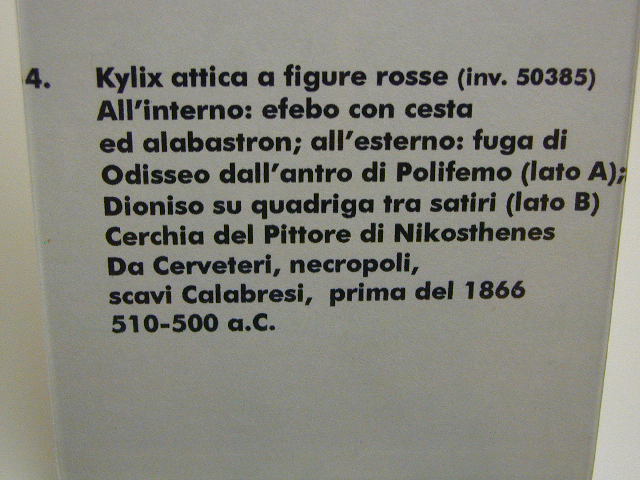 4. Kylix attica a figure rosse (inv. 50385)
All'interno: efebo con cesta
ed alabastron; all'esterno: fuga di
Odisseo dall'antro di Polifemo (lato A);
Dioniso su quadriga tra satiri (lato B)
Cerchia del Pittore di Nikosthenes
Da Cerveteri, necropoli,
scavi Calabresi, prima del 1866
510-500 a.C.